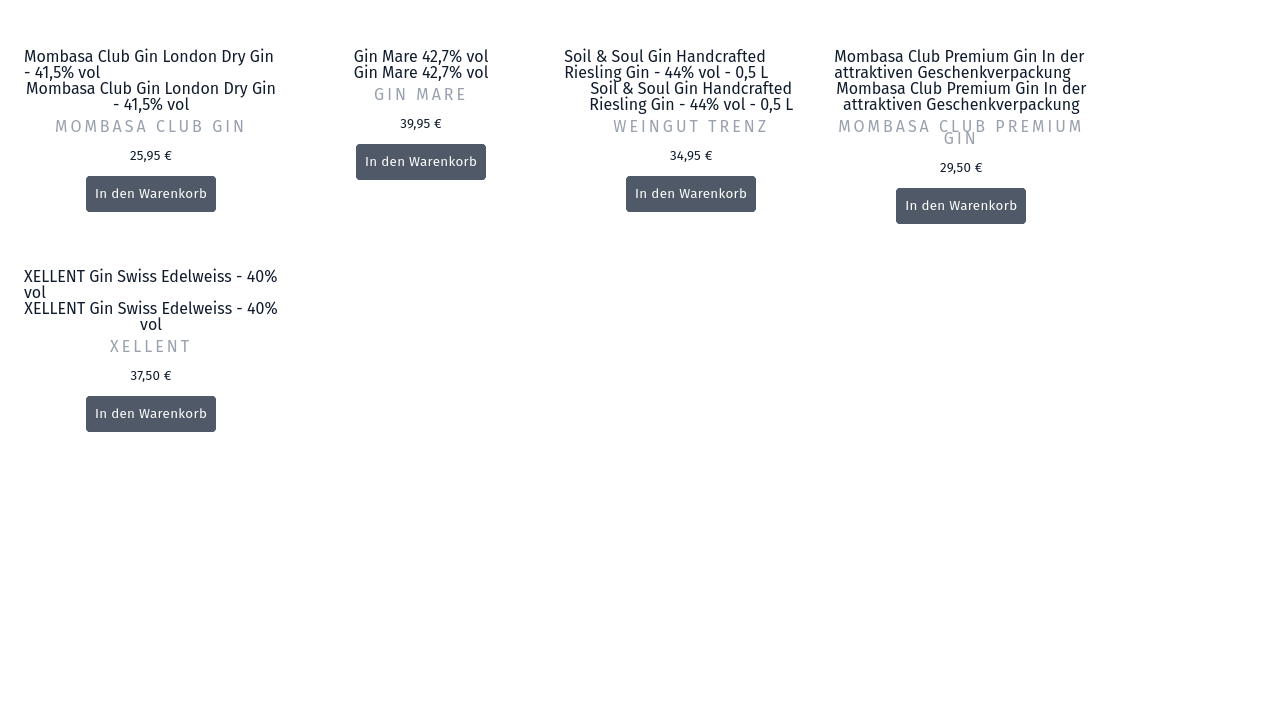 Mombasa Club Gin London Dry Gin
- 41,5% vol
Mombasa Club Gin London Dry Gin
- 41,5% vol
MOMBASA CLUB GIN
25,95 €
In den Warenkorb
Gin Mare 42,7% vol
Gin Mare 42,7% vol
GIN MARE
39,95 €
In den Warenkorb
Soil & Soul Gin Handcrafted
Riesling Gin - 44% vol - 0,5 L
Soil & Soul Gin Handcrafted
Riesling Gin - 44% vol - 0,5 L
WEINGUT TRENZ
34,95 €
In den Warenkorb
Mombasa Club Premium Gin In der
attraktiven Geschenkverpackung
Mombasa Club Premium Gin In der
attraktiven Geschenkverpackung
MOMBASA CLUB PREMIUM
GIN
29,50 €
In den Warenkorb
XELLENT Gin Swiss Edelweiss - 40%
vol
XELLENT Gin Swiss Edelweiss - 40%
vol
XELLENT
37,50 €
In den Warenkorb